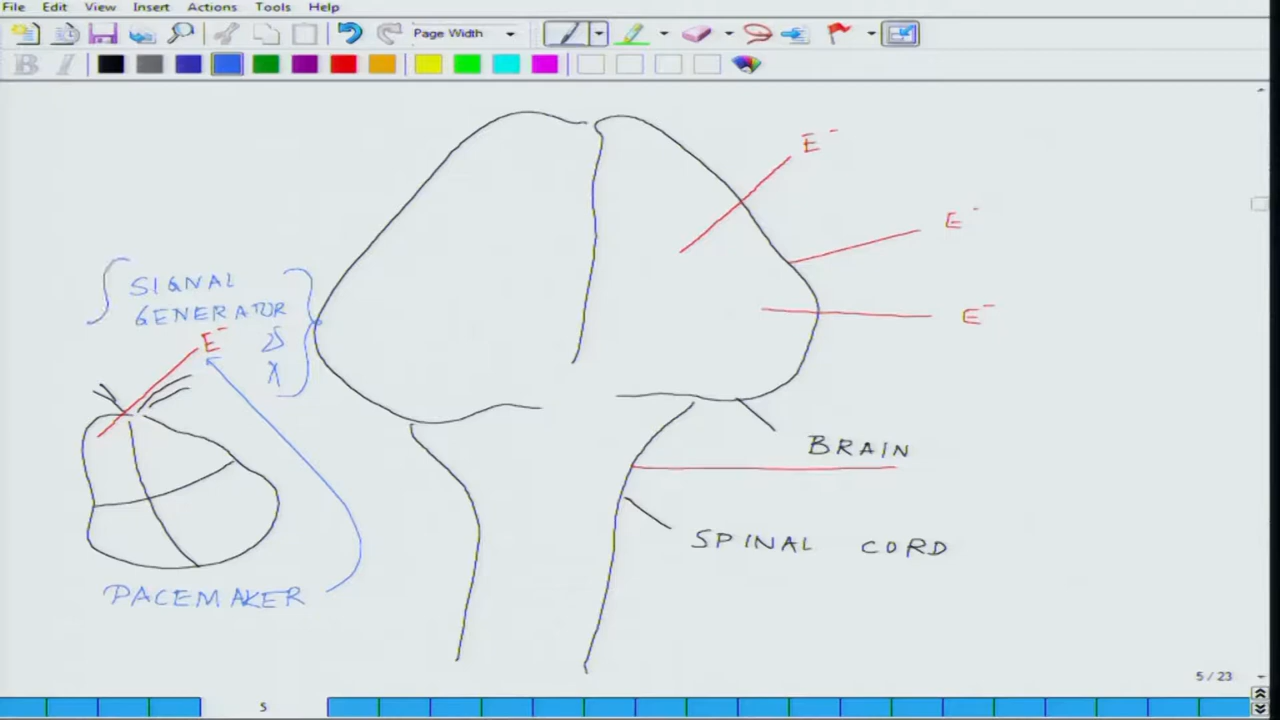 File Edit View Insert Actions Tools Help
Page Width
B I
E⁻
E⁻
E⁻
SIGNAL
GENERATOR
E⁻
BRAIN
SPINAL CORD
PACEMAKER
5 / 23
5